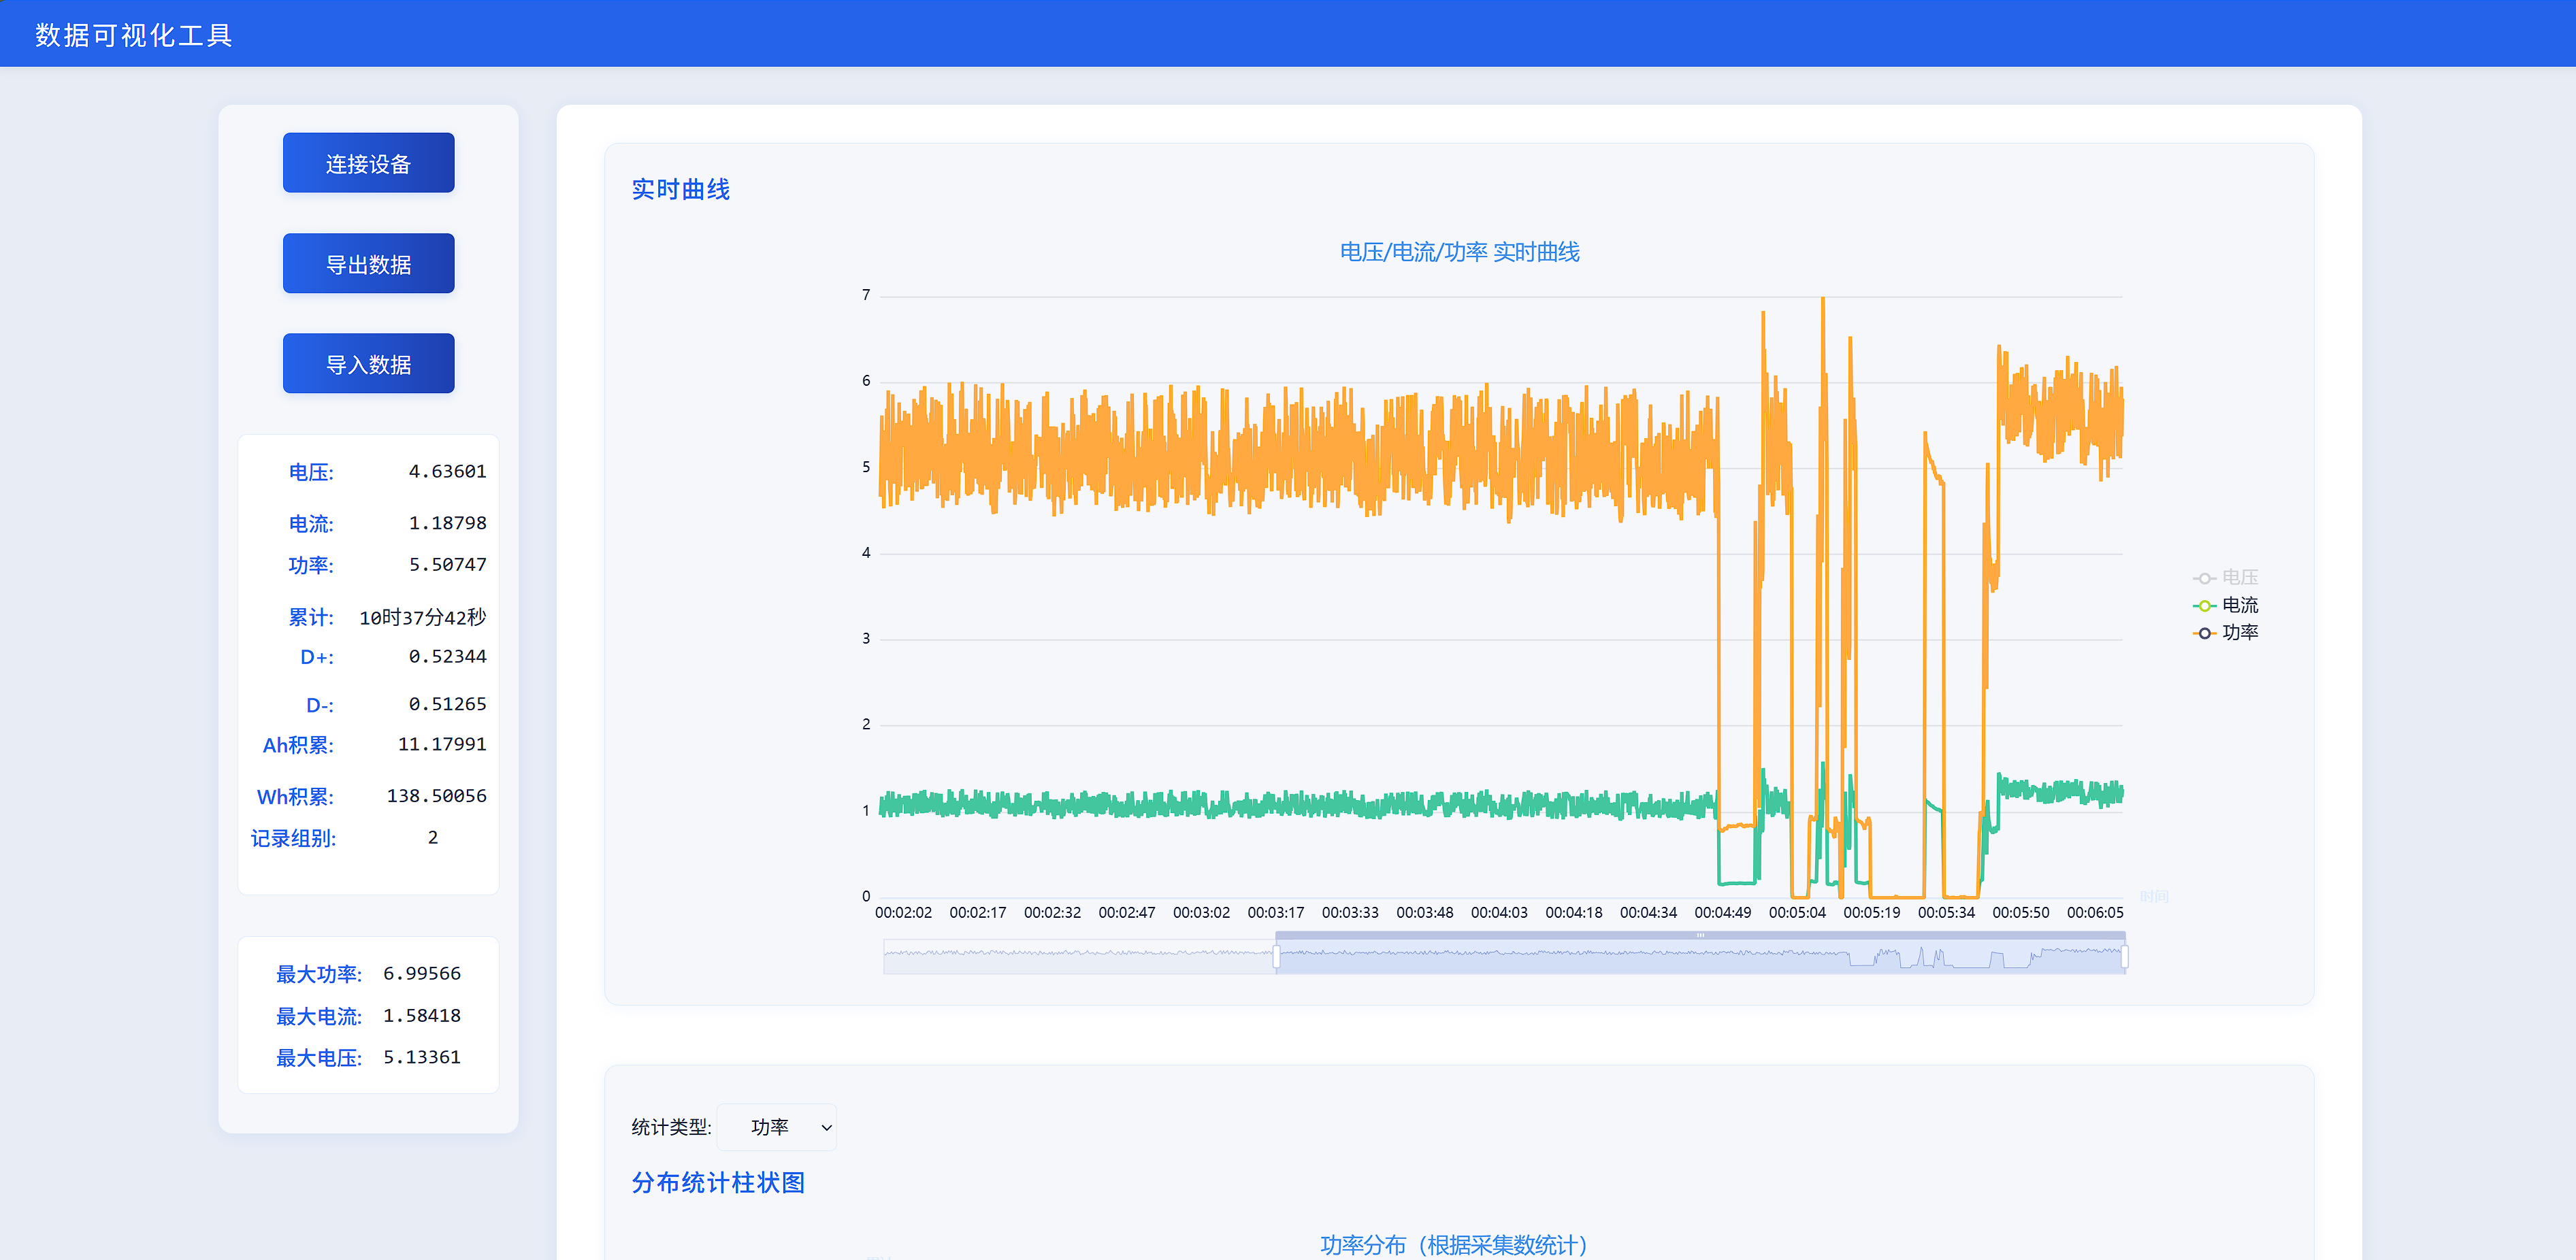 数据可视化工具
连接设备
导出数据
导入数据
电压: 4.63601
电流: 1.18798
功率: 5.50747
累计: 10时37分42秒
D+: 0.52344
D-: 0.51265
Ah积累: 11.17991
Wh积累: 138.50056
记录组别: 2
最大功率: 6.99566
最大电流: 1.58418
最大电压: 5.13361
实时曲线
电压/电流/功率 实时曲线
7
6
5
4
3
2
1
0
00:02:02 00:02:17 00:02:32 00:02:47 00:03:02 00:03:17 00:03:33 00:03:48 00:04:03 00:04:18 00:04:34 00:04:49 00:05:04 00:05:19 00:05:34 00:05:50 00:06:05
时间
电压
电流
功率
统计类型: 功率
分布统计柱状图
功率分布（根据采集数统计）